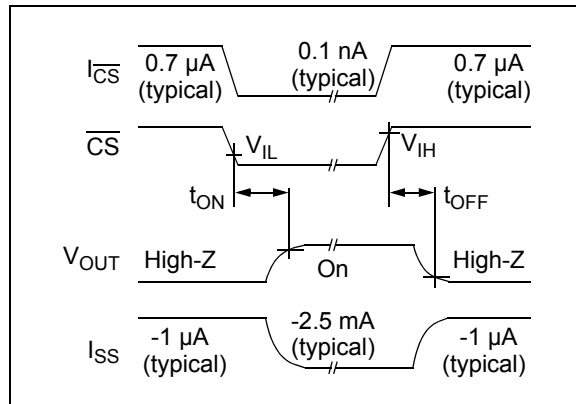 I_CS̅
0.7 µA
(typical)
0.1 nA
(typical)
0.7 µA
(typical)
C̅S̅
V_IL
V_IH
t_ON
t_OFF
V_OUT
High-Z
On
High-Z
I_SS
-1 µA
(typical)
-2.5 mA
(typical)
-1 µA
(typical)